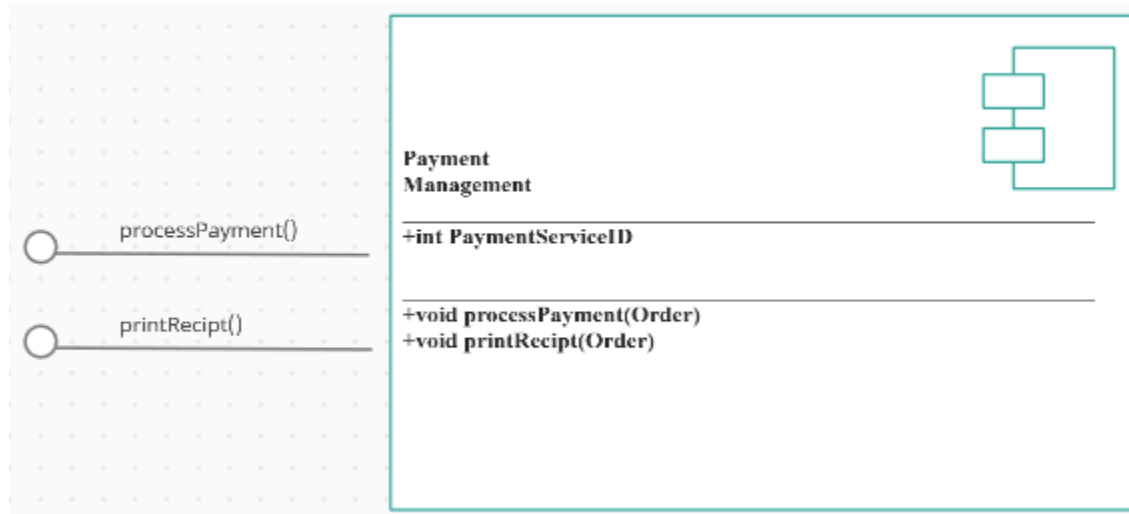 Payment
Management
processPayment()
+int PaymentServiceID
printRecipt()
+void processPayment(Order)
+void printRecipt(Order)